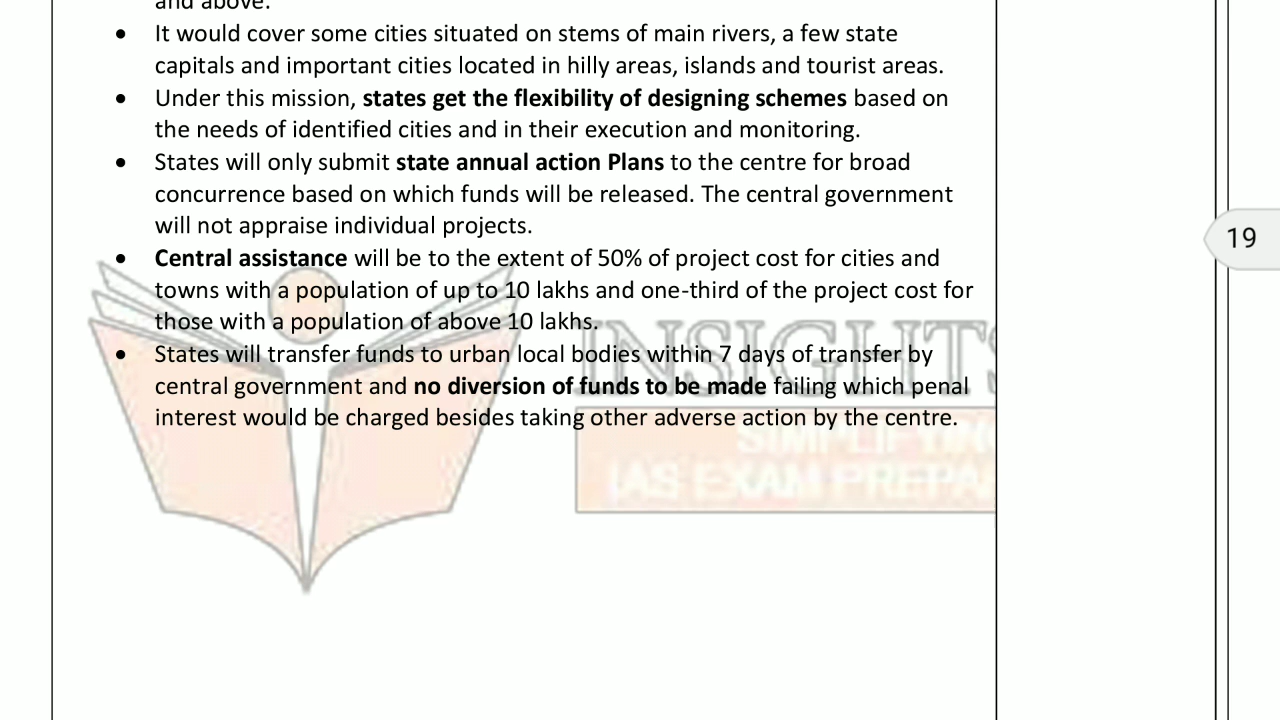 and above.
• It would cover some cities situated on stems of main rivers, a few state
capitals and important cities located in hilly areas, islands and tourist areas.
• Under this mission, states get the flexibility of designing schemes based on
the needs of identified cities and in their execution and monitoring.
• States will only submit state annual action Plans to the centre for broad
concurrence based on which funds will be released. The central government
will not appraise individual projects.
• Central assistance will be to the extent of 50% of project cost for cities and
towns with a population of up to 10 lakhs and one-third of the project cost for
those with a population of above 10 lakhs.
• States will transfer funds to urban local bodies within 7 days of transfer by
central government and no diversion of funds to be made failing which penal
interest would be charged besides taking other adverse action by the centre.
19
INSIGHTS
SIMPLIFYING
IAS EXAM PREPA